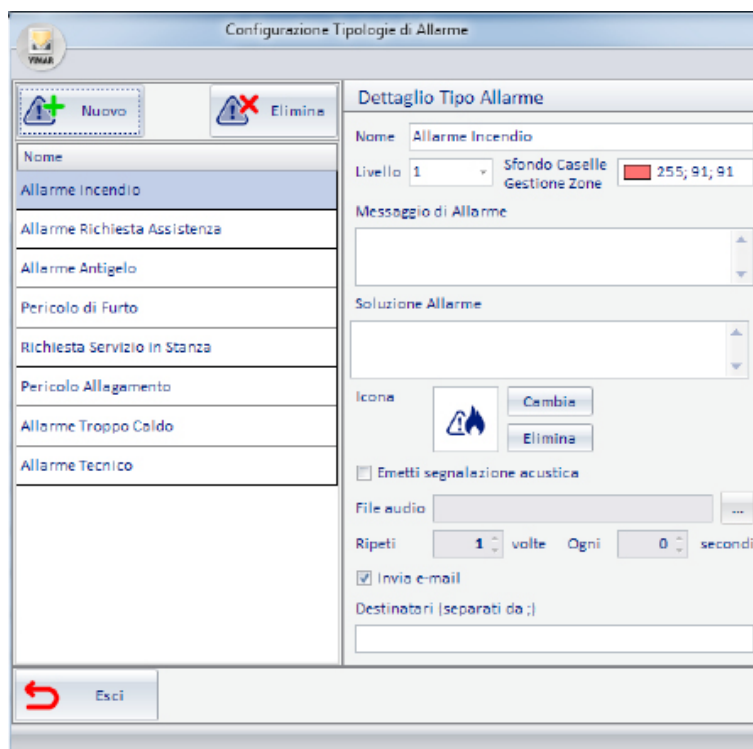 Configurazione Tipologie di Allarme
VIMAR
Nuovo
Elimina
Nome
Allarme Incendio
Allarme Richiesta Assistenza
Allarme Antigelo
Pericolo di Furto
Richiesta Servizio in Stanza
Pericolo Allagamento
Allarme Troppo Caldo
Allarme Tecnico
Dettaglio Tipo Allarme
Nome Allarme Incendio
Livello 1 Sfondo Caselle Gestione Zone 255; 91; 91
Messaggio di Allarme
Soluzione Allarme
Icona
Cambia
Elimina
Emetti segnalazione acustica
File audio ...
Ripeti 1 volte Ogni 0 secondi
Invia e-mail
Destinatari (separati da ;)
Esci